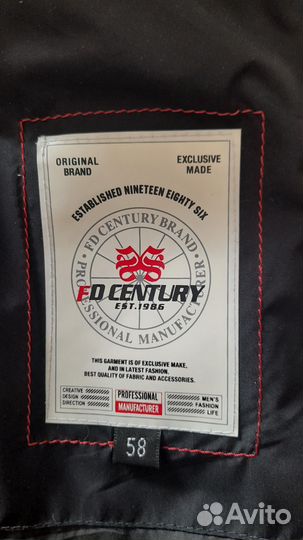 ORIGINAL BRAND
EXCLUSIVE MADE
ESTABLISHED NINETEEN EIGHTY SIX
• FD CENTURY BRAND •
PROFESSIONAL MANUFACTURER
FD CENTURY
EST.1986
THIS GARMENT IS OF EXCLUSIVE MAKE,
AND IN LATEST FASHION.
BEST QUALITY OF FABRIC AND ACCESSORIES.
CREATIVE
DESIGN
DIRECTION
PROFESSIONAL
MANUFACTURER
MEN'S
FASHION
LIFE
58
Avito